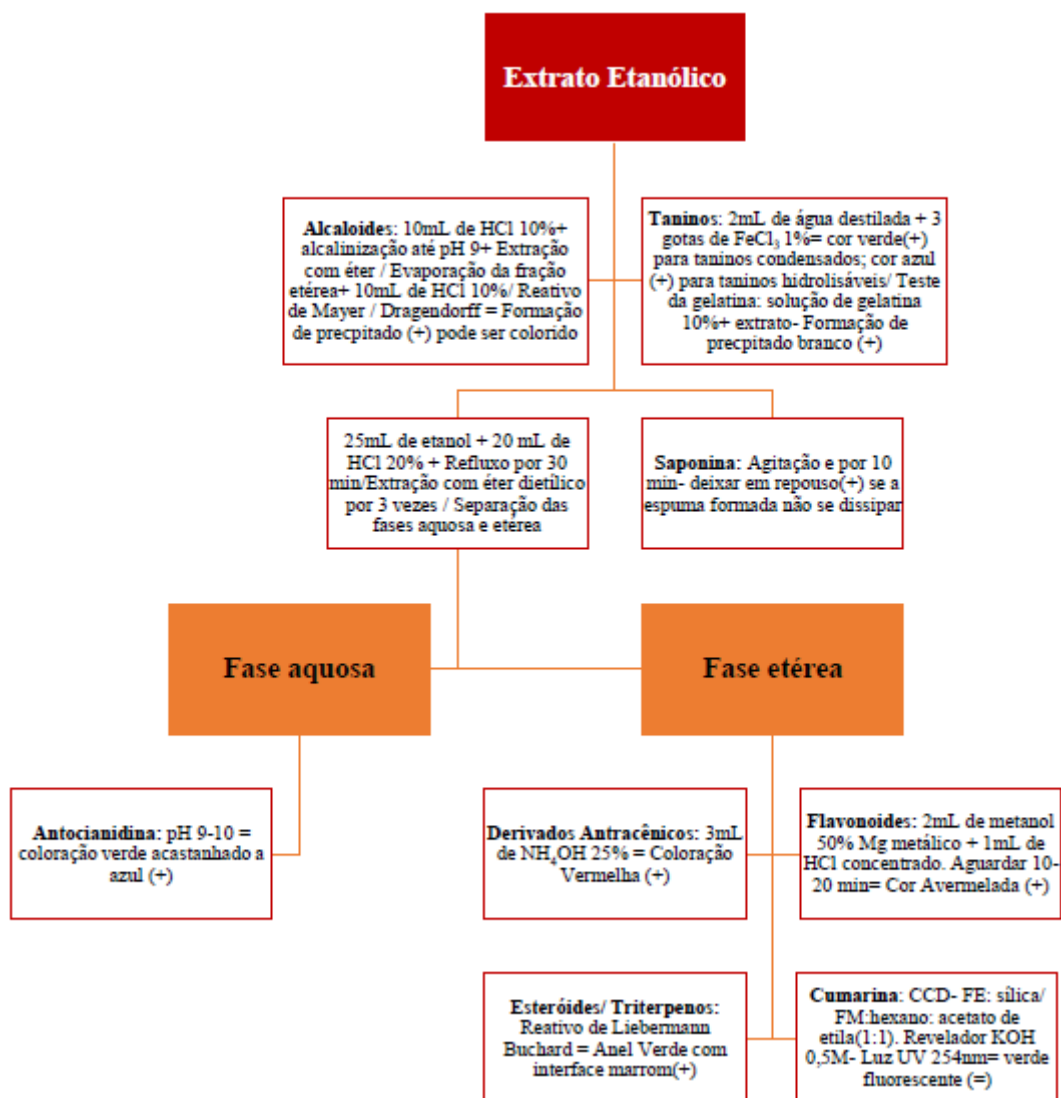 Extrato Etanólico
Alcaloides: 10mL de HCl 10%+
alcalinização até pH 9+ Extração
com éter / Evaporação da fração
etérea+ 10mL de HCl 10%/ Reativo
de Mayer / Dragendorff = Formação
de precpitado (+) pode ser colorido
Taninos: 2mL de água destilada + 3
gotas de FeCl₃ 1%= cor verde(+)
para taninos condensados; cor azul
(+) para taninos hidrolisáveis/ Teste
da gelatina: solução de gelatina
10%+ extrato- Formação de
precpitado branco (+)
25mL de etanol + 20 mL de
HCl 20% + Refluxo por 30
min/Extração com éter dietílico
por 3 vezes / Separação das
fases aquosa e etérea
Saponina: Agitação e por 10
min- deixar em repouso(+) se a
espuma formada não se dissipar
Fase aquosa
Fase etérea
Antocianidina: pH 9-10 =
coloração verde acastanhado a
azul (+)
Derivados Antracênicos: 3mL
de NH₄OH 25% = Coloração
Vermelha (+)
Flavonoides: 2mL de metanol
50% Mg metálico + 1mL de
HCl concentrado. Aguardar 10-
20 min= Cor Avermelada (+)
Esteróides/ Triterpenos:
Reativo de Liebermann
Buchard = Anel Verde com
interface marrom(+)
Cumarina: CCD- FE: sílica/
FM:hexano: acetato de
etila(1:1). Revelador KOH
0,5M- Luz UV 254nm= verde
fluorescente (=)